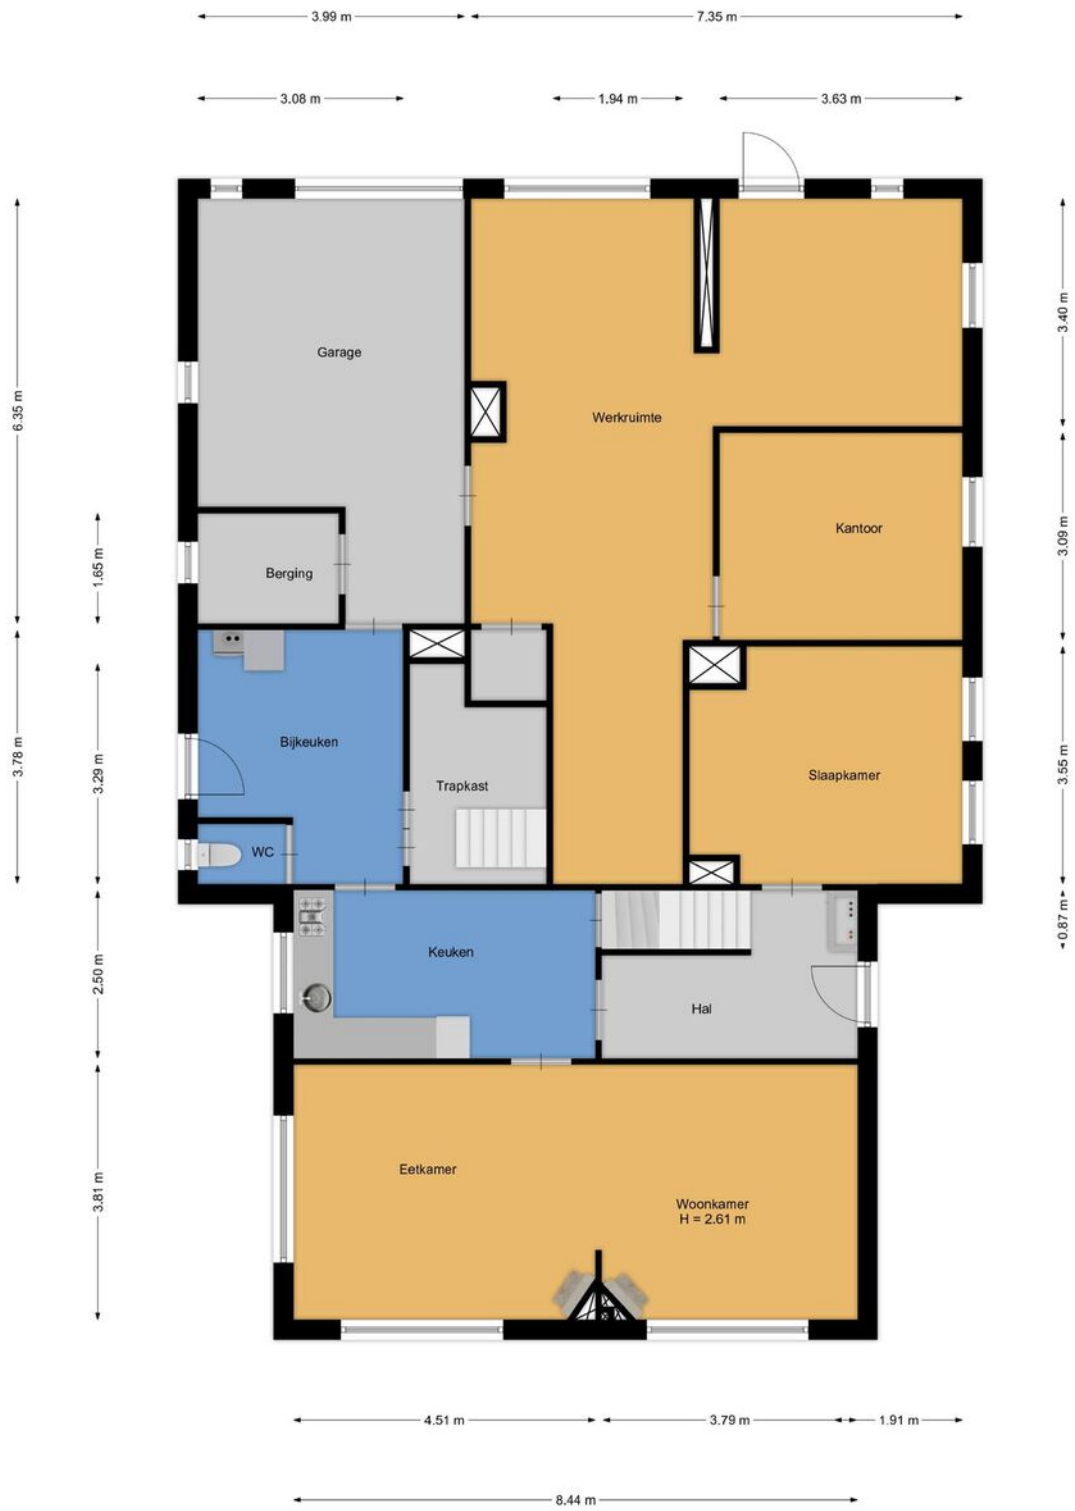 3.99 m
7.35 m
3.08 m
1.94 m
3.63 m
3.40 m
Garage
6.35 m
Werkruimte
Kantoor
3.09 m
1.65 m
Berging
Bijkeuken
3.78 m
3.29 m
Trapkast
Slaapkamer
3.55 m
WC
0.87 m
Keuken
2.50 m
Hal
Eetkamer
3.81 m
Woonkamer
H = 2.61 m
4.51 m
3.79 m
1.91 m
8.44 m